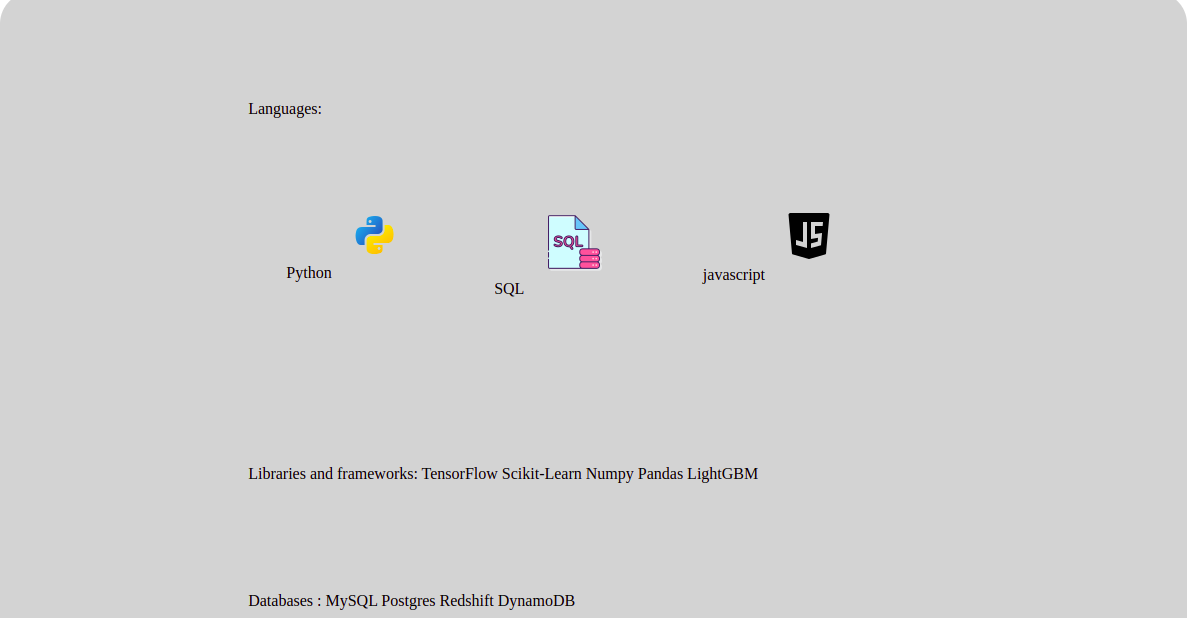 Languages:
JS
SQL
Python
javascript
SQL
Libraries and frameworks: TensorFlow Scikit-Learn Numpy Pandas LightGBM
Databases : MySQL Postgres Redshift DynamoDB